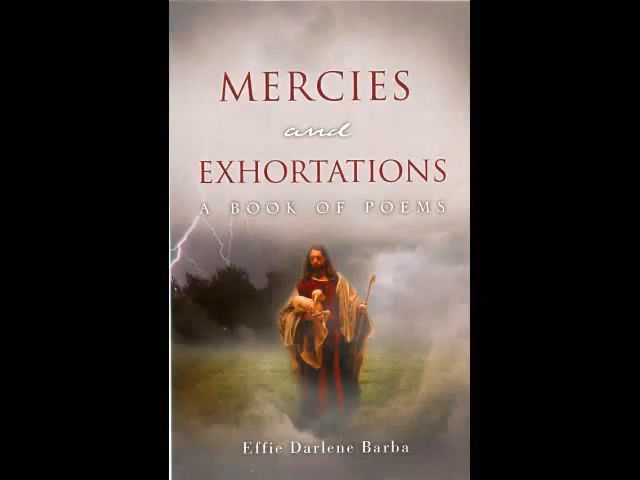 MERCIES
and
EXHORTATIONS
A BOOK OF POEMS
Effie Darlene Barba